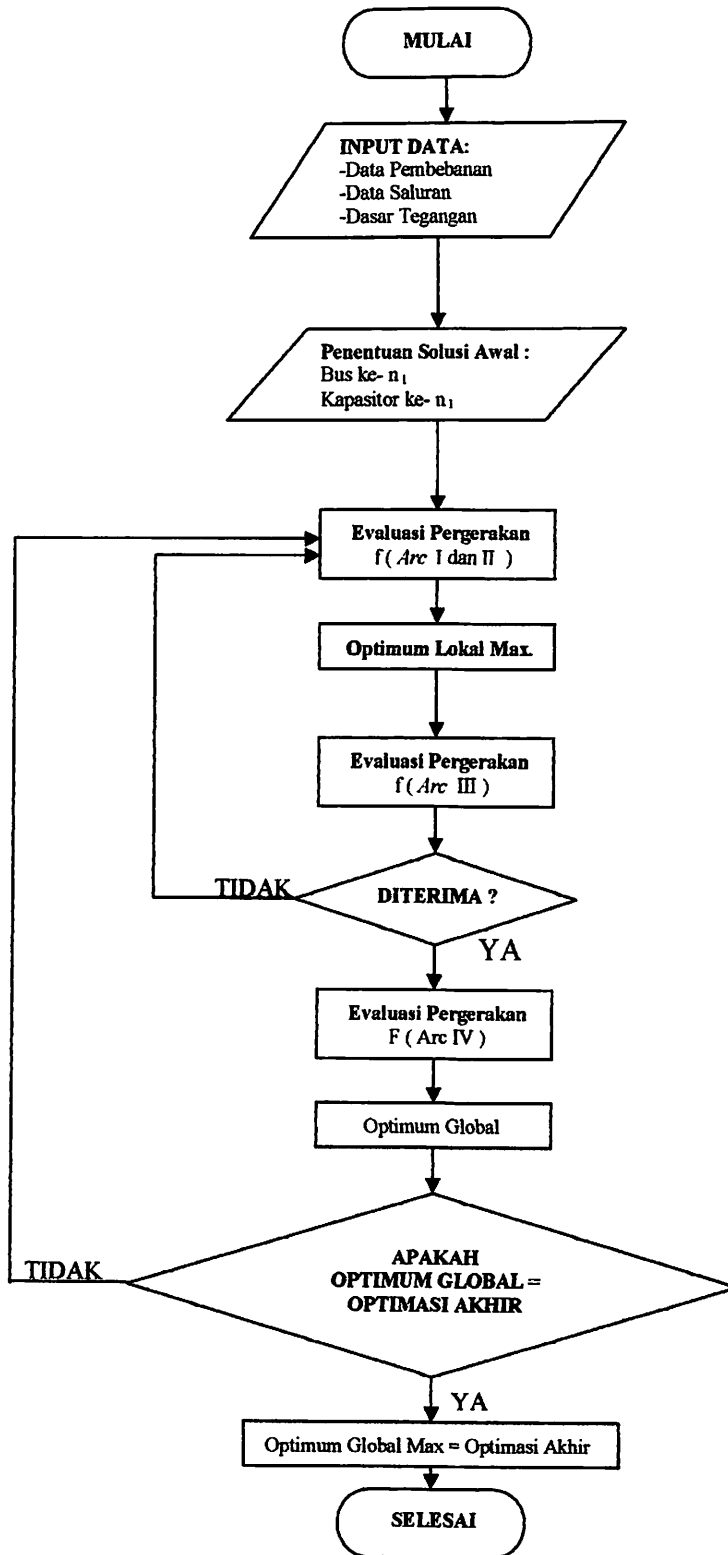 MULAI
INPUT DATA:
-Data Pembebanan
-Data Saluran
-Dasar Tegangan
Penentuan Solusi Awal :
Bus ke- n₁
Kapasitor ke- n₁
Evaluasi Pergerakan
f ( Arc I dan II )
Optimum Lokal Max.
Evaluasi Pergerakan
f ( Arc III )
TIDAK
DITERIMA ?
YA
Evaluasi Pergerakan
F ( Arc IV )
Optimum Global
TIDAK
APAKAH
OPTIMUM GLOBAL =
OPTIMASI AKHIR
YA
Optimum Global Max = Optimasi Akhir
SELESAI